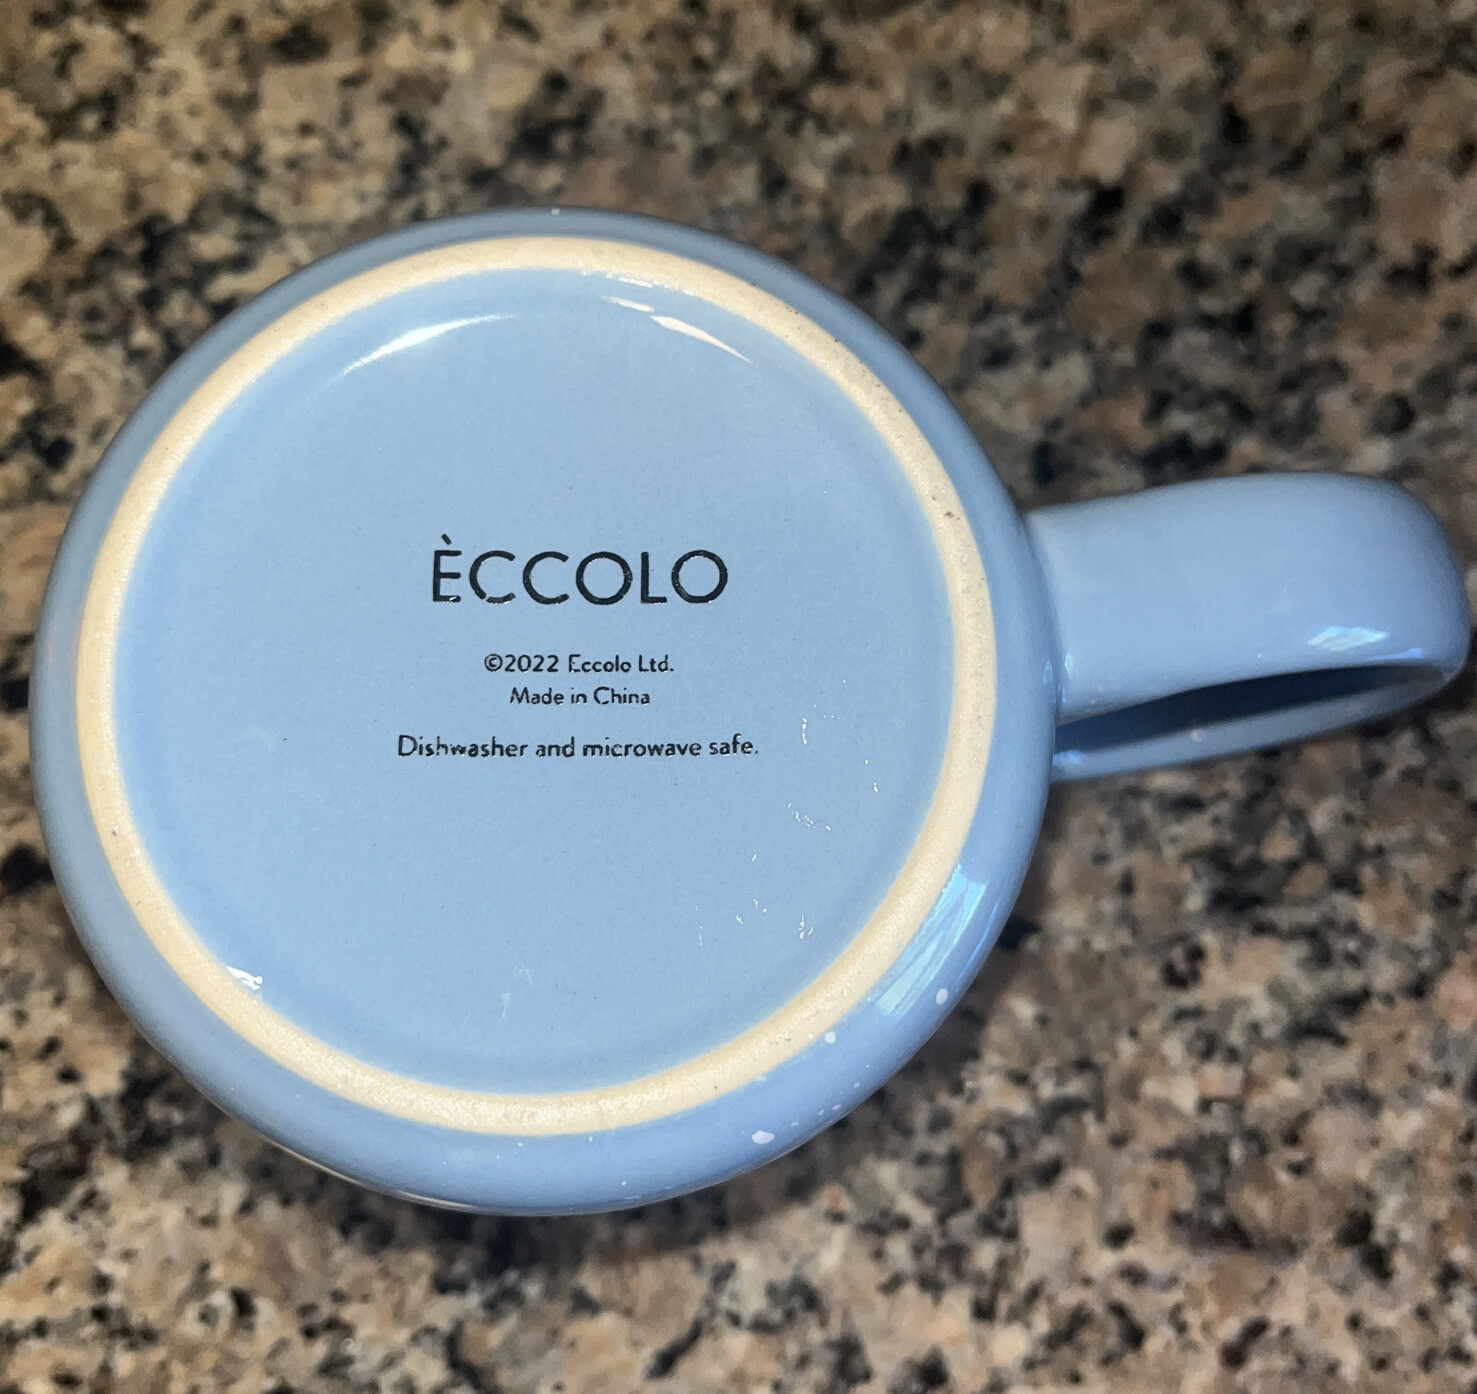 ÈCCOLO
©2022 Eccolo Ltd.
Made in China
Dishwasher and microwave safe.